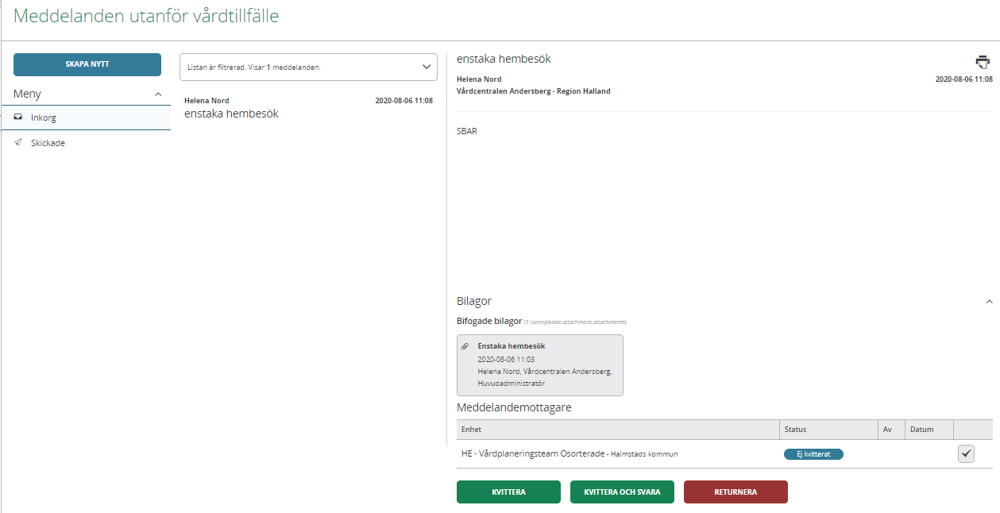 Meddelanden utanför vårdtillfälle
SKAPA NYTT
Meny
Inkorg
Skickade
Listan är filtrerad. Visar 1 meddelanden.
Helena Nord 2020-08-06 11:08
enstaka hembesök
enstaka hembesök
Helena Nord 2020-08-06 11:08
Vårdcentralen Andersberg - Region Halland
SBAR
Bilagor
Bifogade bilagor (1 careepisode.attachment.attachments)
Enstaka hembesök
2020-08-06 11:03
Helena Nord, Vårdcentralen Andersberg,
Huvudadministratör
Meddelandemottagare
Enhet Status Av Datum
HE - Vårdplaneringsteam Osorterade - Halmstads kommun Ej kvitterat
KVITTERA KVITTERA OCH SVARA RETURNERA